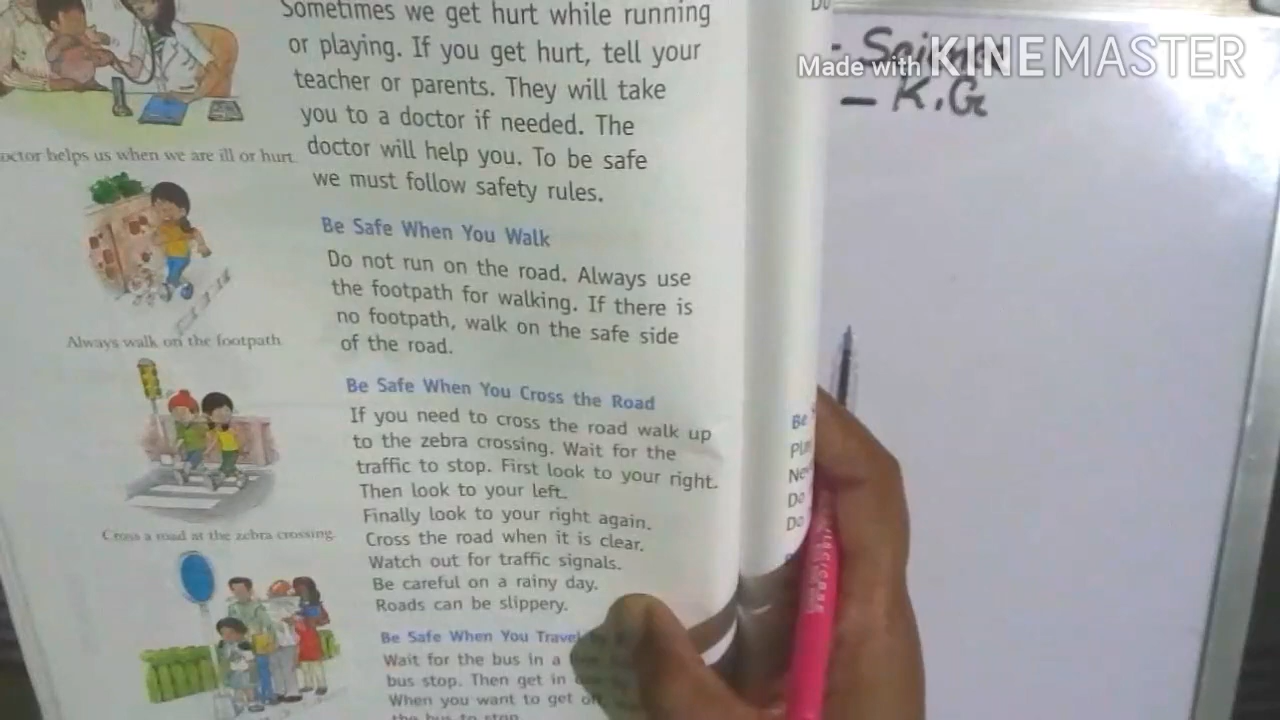 Sometimes we get hurt while running
or playing. If you get hurt, tell your
teacher or parents. They will take
you to a doctor if needed. The
doctor will help you. To be safe
we must follow safety rules.
octor helps us when we are ill or hurt.
Be Safe When You Walk
Do not run on the road. Always use
the footpath for walking. If there is
no footpath, walk on the safe side
of the road.
Always walk on the footpath
Be Safe When You Cross the Road
If you need to cross the road walk up
to the zebra crossing. Wait for the
traffic to stop. First look to your right.
Then look to your left.
Finally look to your right again.
Cross the road when it is clear.
Watch out for traffic signals.
Be careful on a rainy day.
Roads can be slippery.
Cross a road at the zebra crossing.
Be Safe When You Travel
Wait for the bus in a
bus stop. Then get in
When you want to get
the bus to stop
Do
Be
Do
Do
- K.G
Made with KINEMASTER